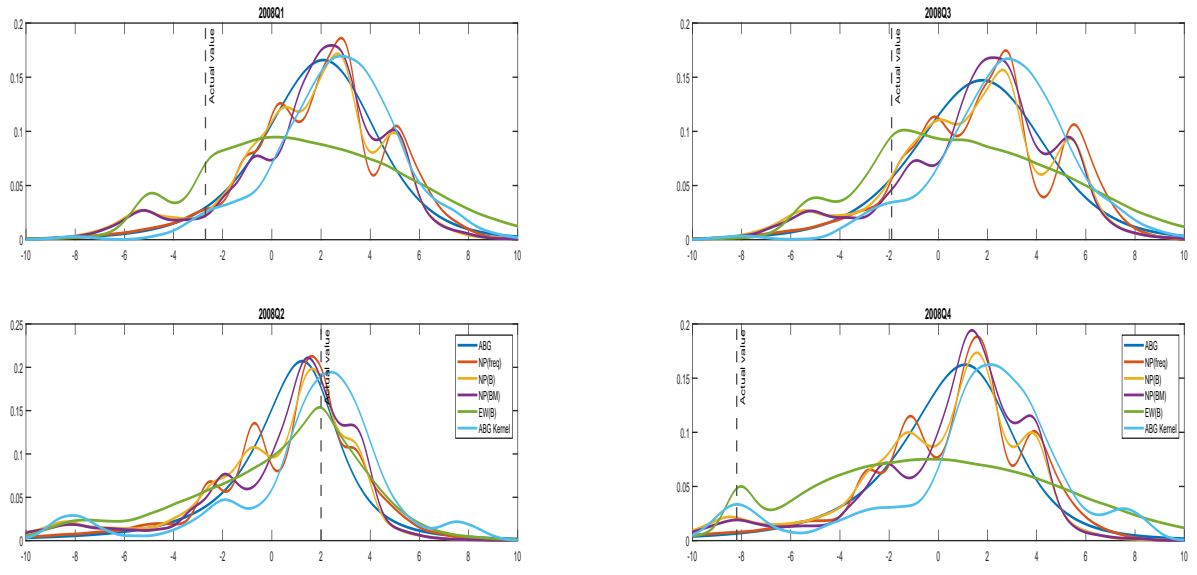 2008Q1
0.2
0.15
0.1
0.05
0
Actual value
-10 -8 -6 -4 -2 0 2 4 6 8 10
2008Q3
0.2
0.15
0.1
0.05
0
Actual value
-10 -8 -6 -4 -2 0 2 4 6 8 10
2008Q2
0.25
0.2
0.15
0.1
0.05
0
Actual value
ABG
NP(freq)
NP(B)
NP(BM)
EW(B)
ABG Kernel
-10 -8 -6 -4 -2 0 2 4 6 8 10
2008Q4
0.2
0.15
0.1
0.05
0
Actual value
ABG
NP(freq)
NP(B)
NP(BM)
EW(B)
ABG Kernel
-10 -8 -6 -4 -2 0 2 4 6 8 10